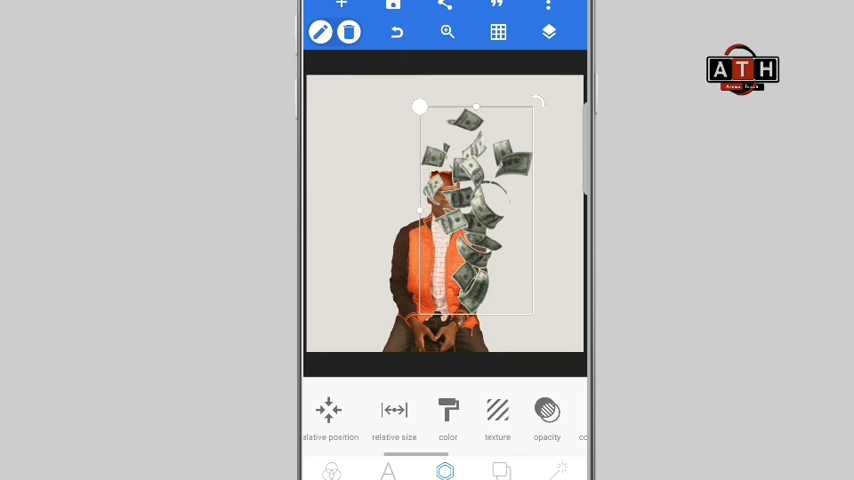 ATH
elative position
relative size
color
texture
opacity